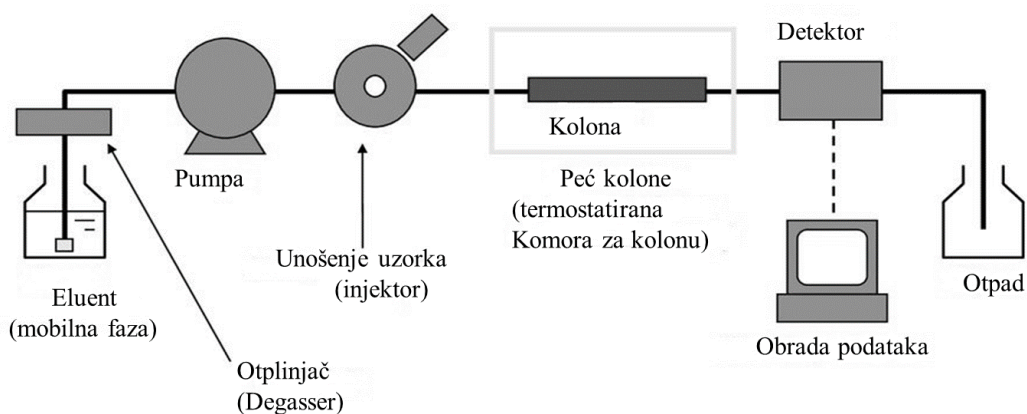 Detektor
Kolona
Pumpa
Peć kolone
(termostatirana
Komora za kolonu)
Unošenje uzorka
(injektor)
Eluent
(mobilna faza)
Otpad
Obrada podataka
Otplinjač
(Degasser)